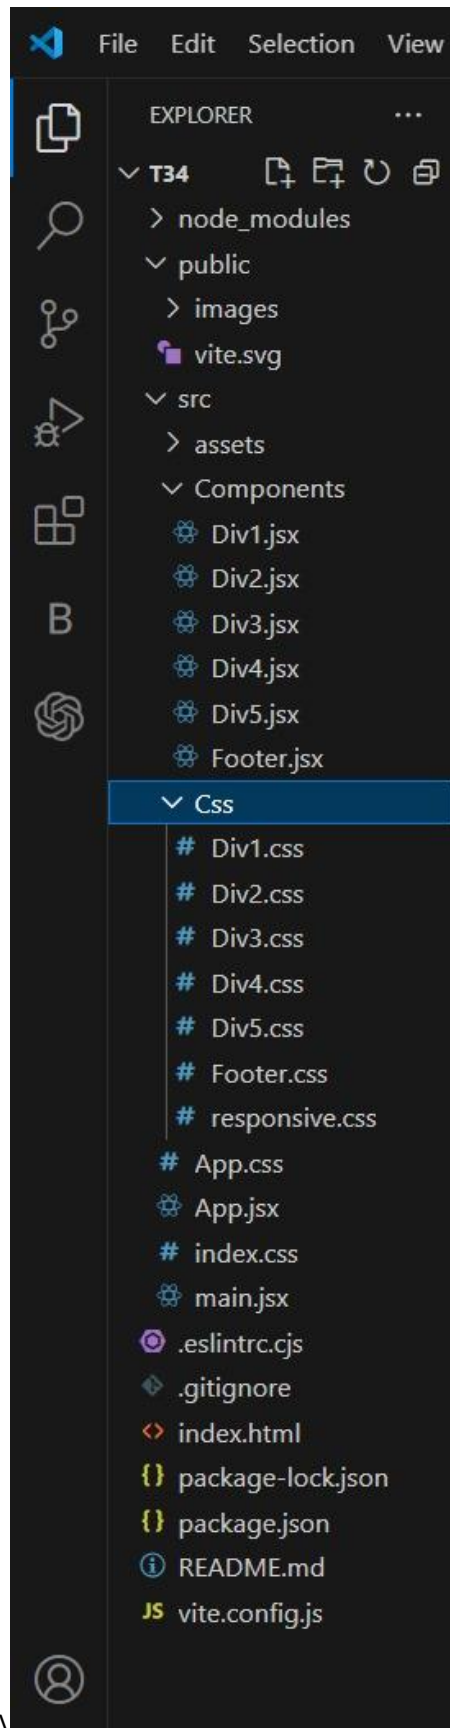 File Edit Selection View
EXPLORER ...
T34
node_modules
public
images
vite.svg
src
assets
Components
Div1.jsx
Div2.jsx
Div3.jsx
Div4.jsx
Div5.jsx
Footer.jsx
Css
# Div1.css
# Div2.css
# Div3.css
# Div4.css
B
# Div5.css
# Footer.css
# responsive.css
# App.css
App.jsx
# index.css
main.jsx
.eslintrc.cjs
.gitignore
<> index.html
{} package-lock.json
{} package.json
README.md
JS vite.config.js
\